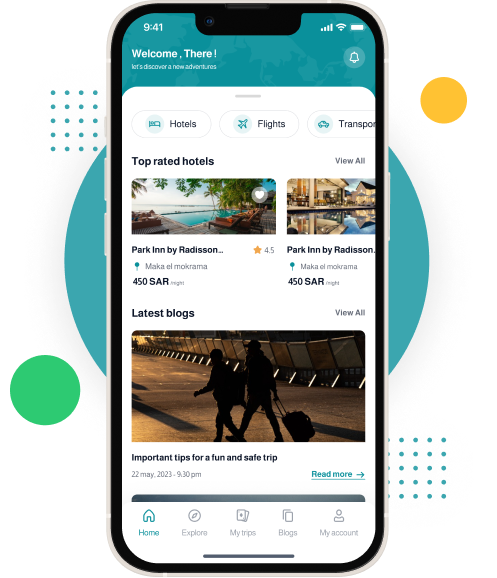 9:41
Welcome , There !
let's discover a new adventures
Hotels
Flights
Transpor
Top rated hotels
View All
Park Inn by Radisson...
4.5
Park Inn by Radisson.
Maka el mokrama
Maka el mokrama
450 SAR /night
450 SAR /night
Latest blogs
View All
Important tips for a fun and safe trip
22 may, 2023 - 9:30 pm
Read more
Home
Explore
My trips
Blogs
My account